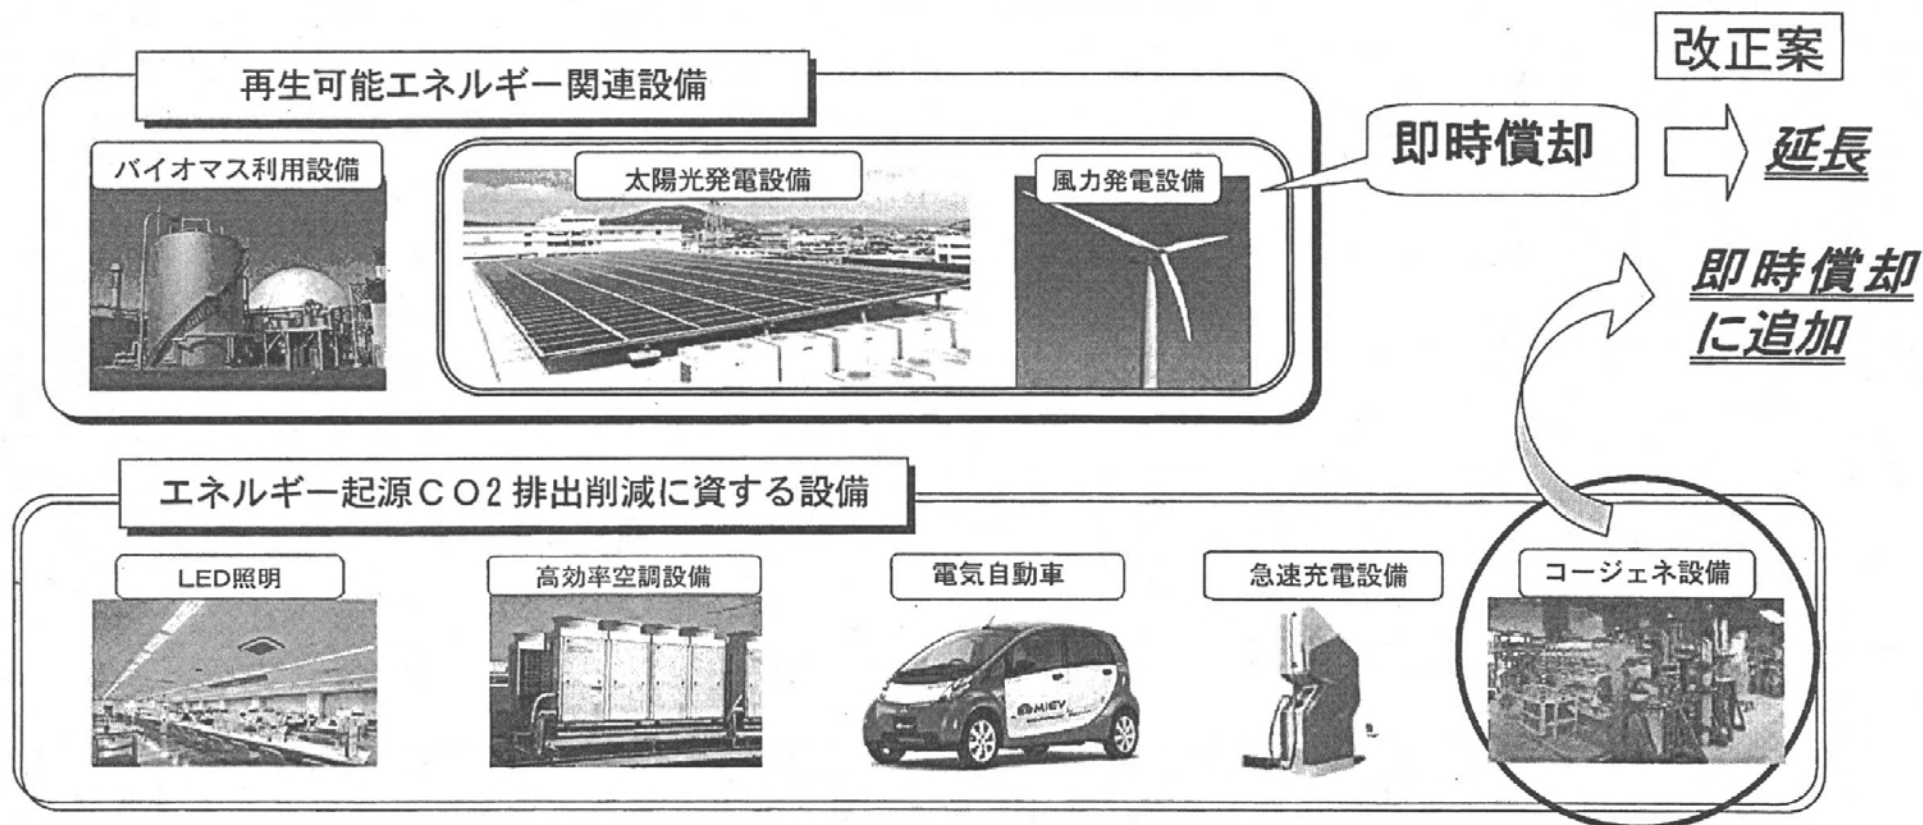 改正案
再生可能エネルギー関連設備
バイオマス利用設備
太陽光発電設備
風力発電設備
即時償却
延長
即時償却
に追加
エネルギー起源CO2排出削減に資する設備
LED照明
高効率空調設備
電気自動車
急速充電設備
コージェネ設備
MiEV